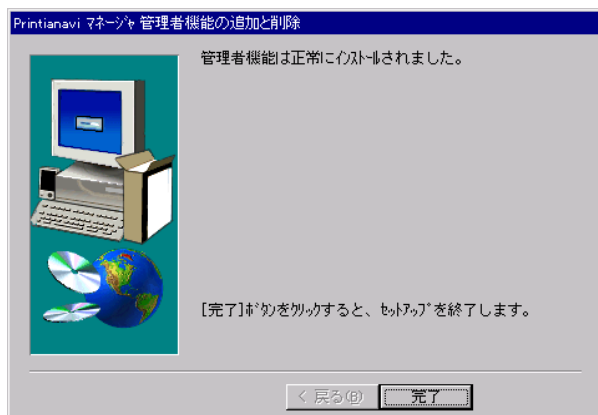 Printianavi ﾏﾈｰｼﾞｬ 管理者機能の追加と削除
管理者機能は正常にｲﾝｽﾄｰﾙされました。
[完了]ﾎﾞﾀﾝをｸﾘｯｸすると、ｾｯﾄｱｯﾌﾟを終了します。
< 戻る(B)
完了